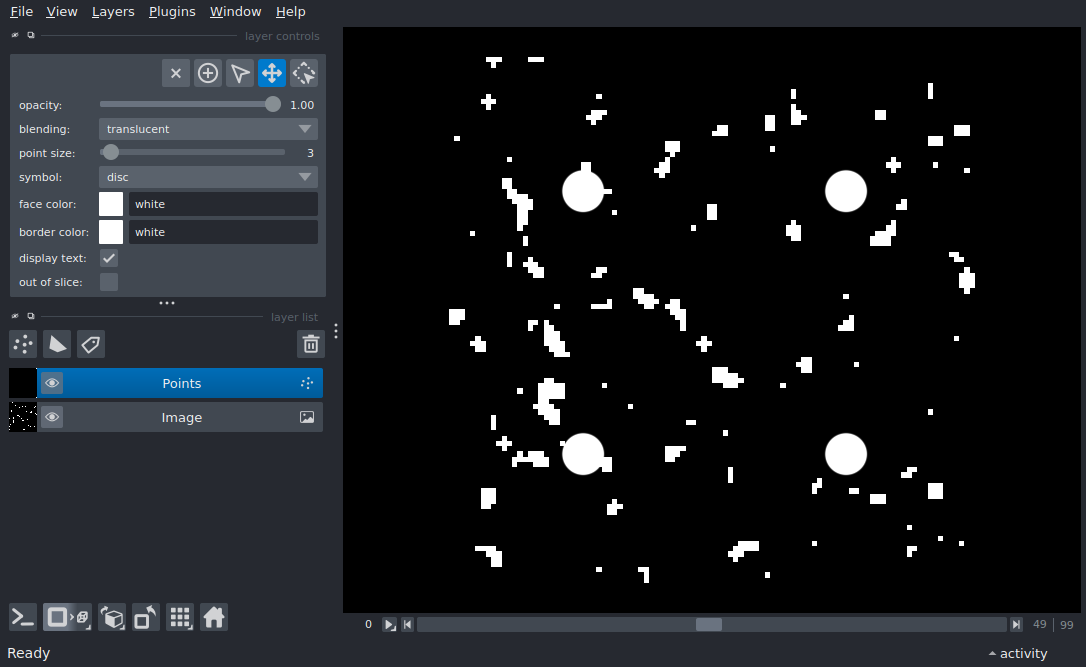 File View Layers Plugins Window Help
layer controls
opacity: 1.00
blending: translucent
point size: 3
symbol: disc
face color: white
border color: white
display text:
out of slice:
layer list
Points
Image
0 49 99
Ready activity